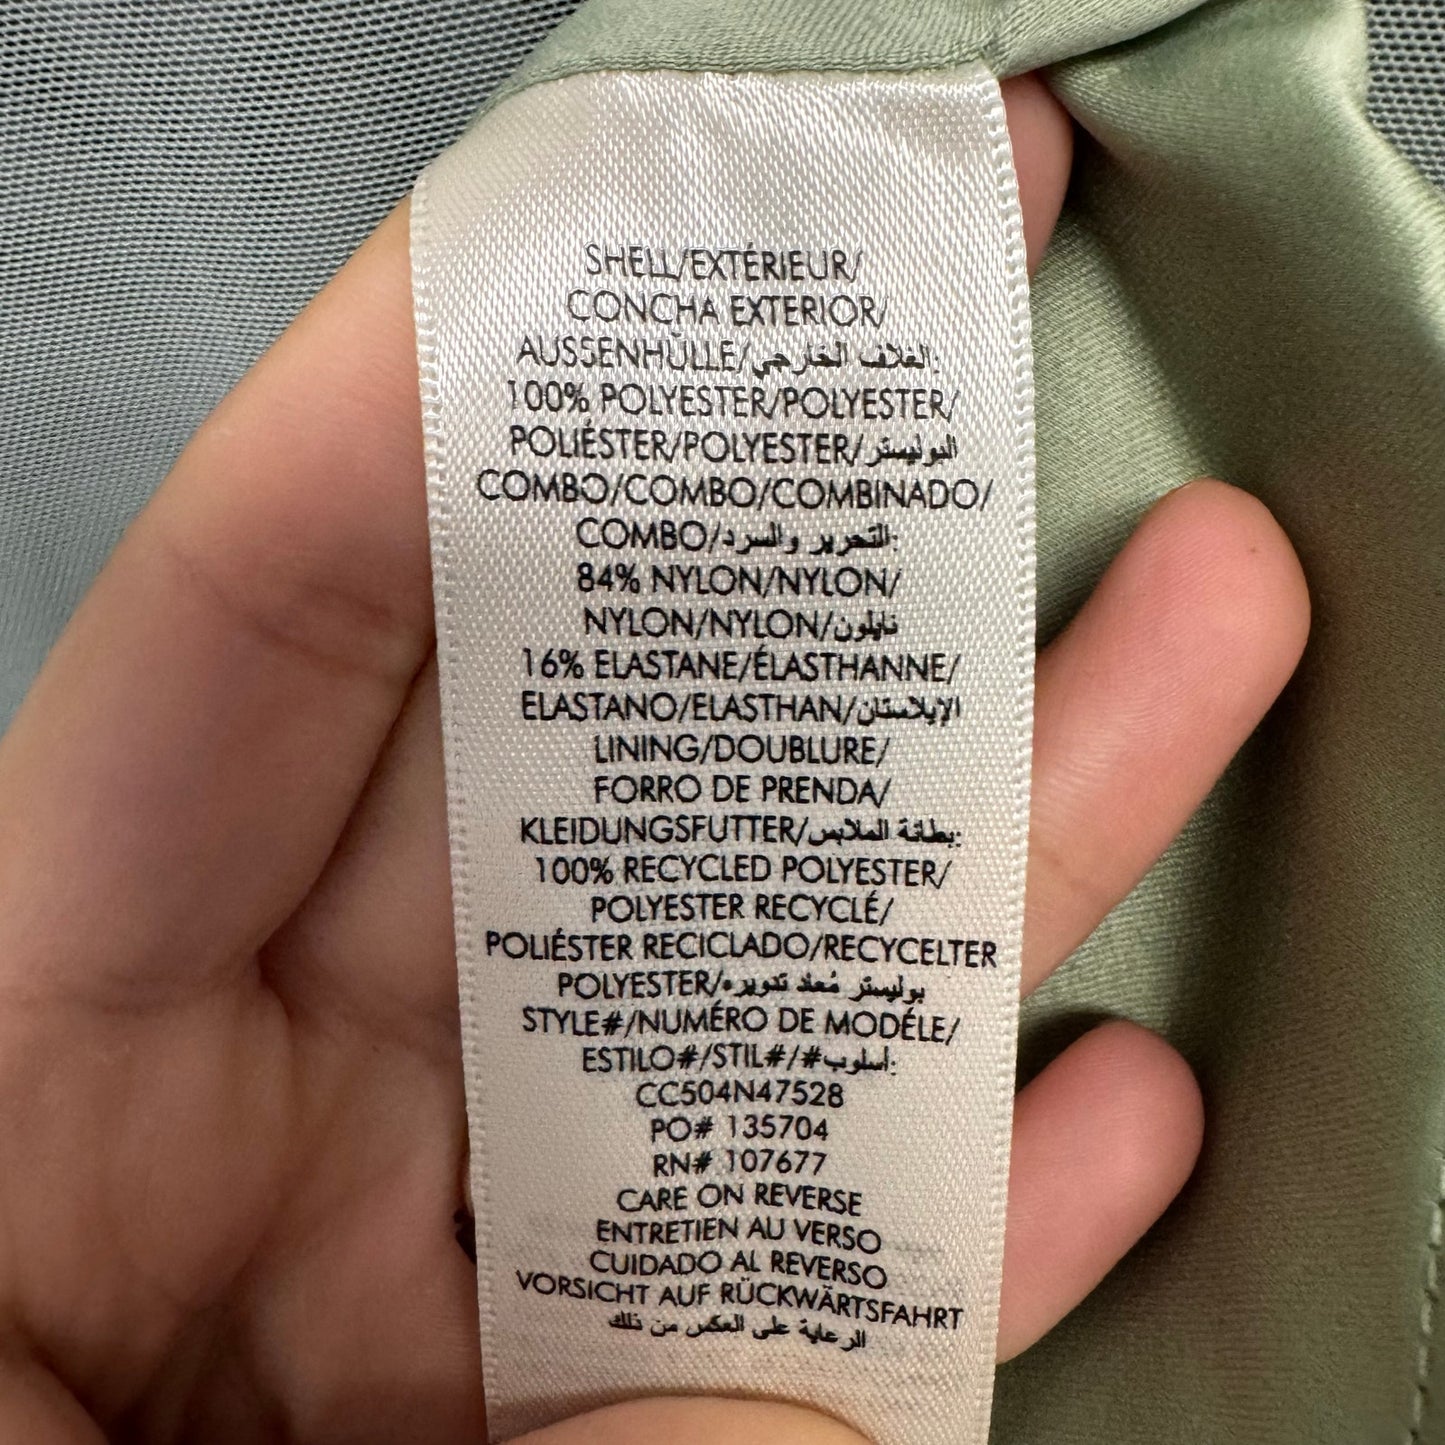 SHELL/EXTÉRIEUR/
CONCHA EXTERIOR/
AUSSENHÜLLE/الغلاف الخارجي:
100% POLYESTER/POLYESTER/
POLIÉSTER/POLYESTER/البوليستر
COMBO/COMBO/COMBINADO/
COMBO/التحرير والسرد:
84% NYLON/NYLON/
NYLON/NYLON/نايلون
16% ELASTANE/ÉLASTHANNE/
ELASTANO/ELASTHAN/الإيلاستان
LINING/DOUBLURE/
FORRO DE PRENDA/
KLEIDUNGSFUTTER/بطانة الملابس:
100% RECYCLED POLYESTER/
POLYESTER RECYCLÉ/
POLIÉSTER RECICLADO/RECYCELTER
POLYESTER/بوليستر مُعاد تدويره
STYLE#/NUMÉRO DE MODÉLE/
ESTILO#/STIL#/أسلوب#:
CC504N47528
PO# 135704
RN# 107677
CARE ON REVERSE
ENTRETIEN AU VERSO
CUIDADO AL REVERSO
VORSICHT AUF RÜCKWÄRTSFAHRT
الرعاية على العكس من ذلك